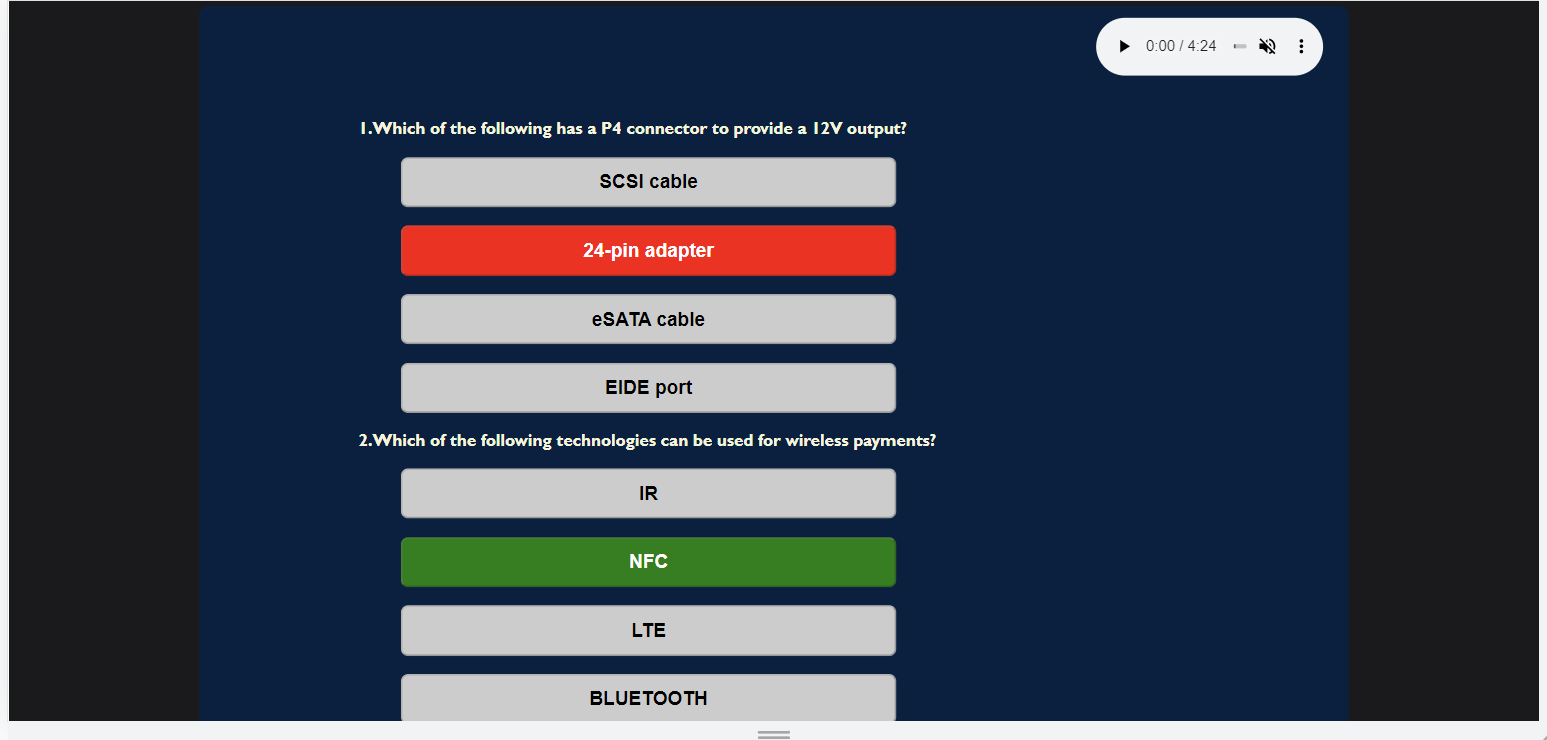 0:00 / 4:24
1.Which of the following has a P4 connector to provide a 12V output?
SCSI cable
24-pin adapter
eSATA cable
EIDE port
2.Which of the following technologies can be used for wireless payments?
IR
NFC
LTE
BLUETOOTH